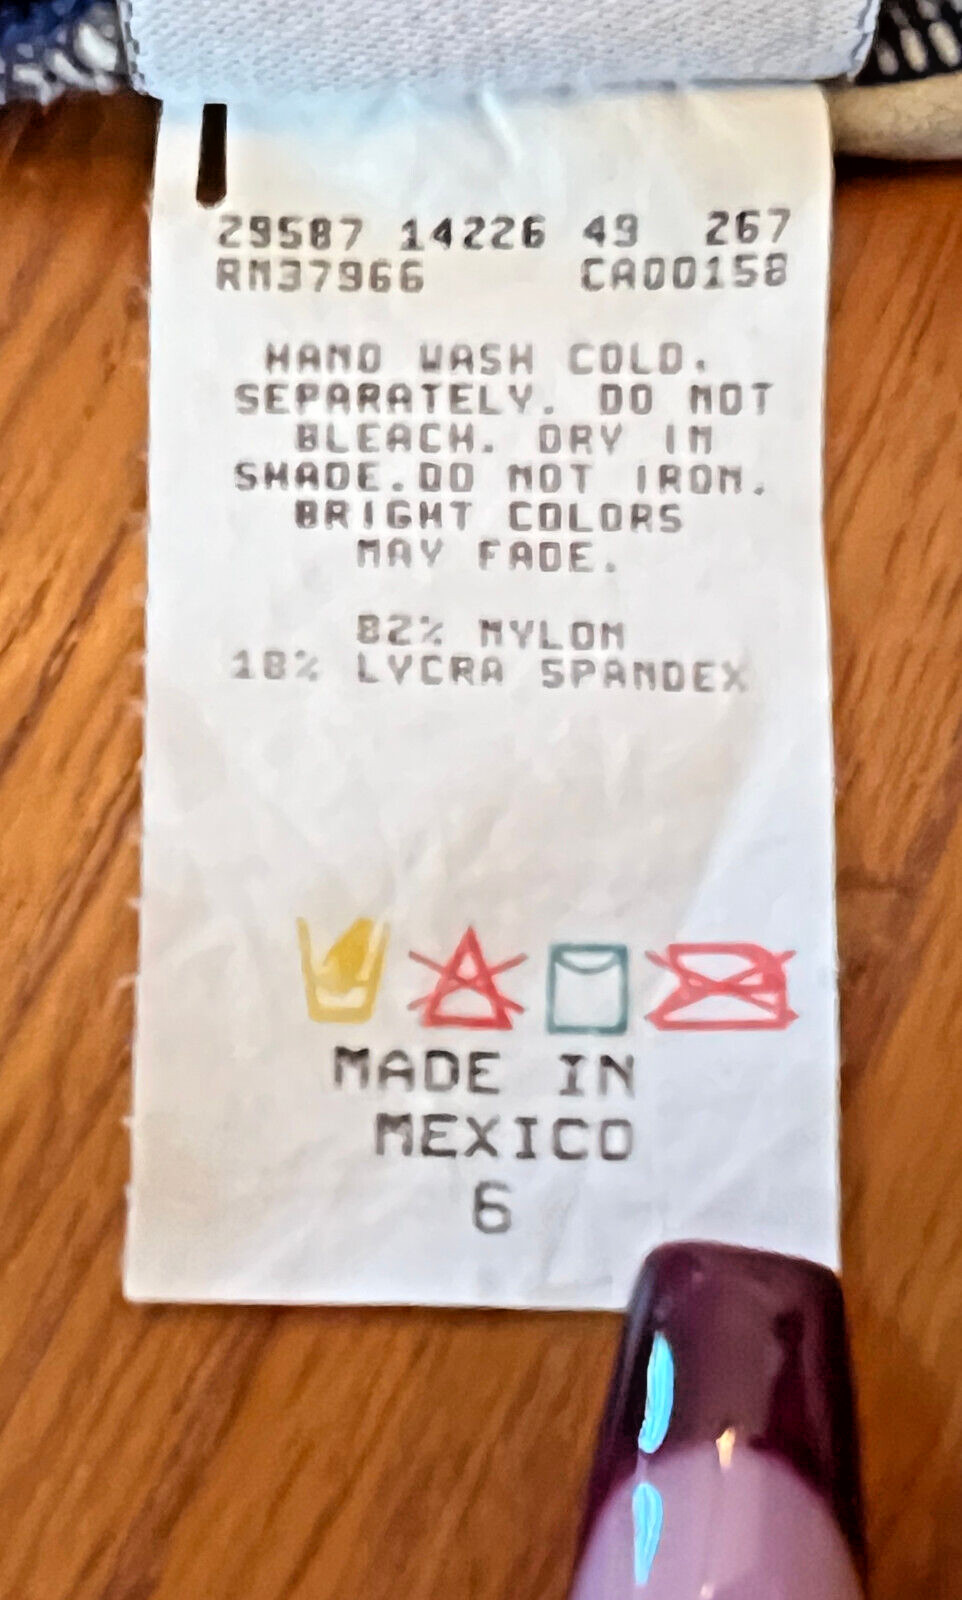 29587 14226 49 267
RM37966 CA00158
HAND WASH COLD.
SEPARATELY. DO NOT
BLEACH. DRY IN
SHADE.DO NOT IRON.
BRIGHT COLORS
MAY FADE.
82% NYLON
18% LYCRA SPANDEX
MADE IN
MEXICO
6